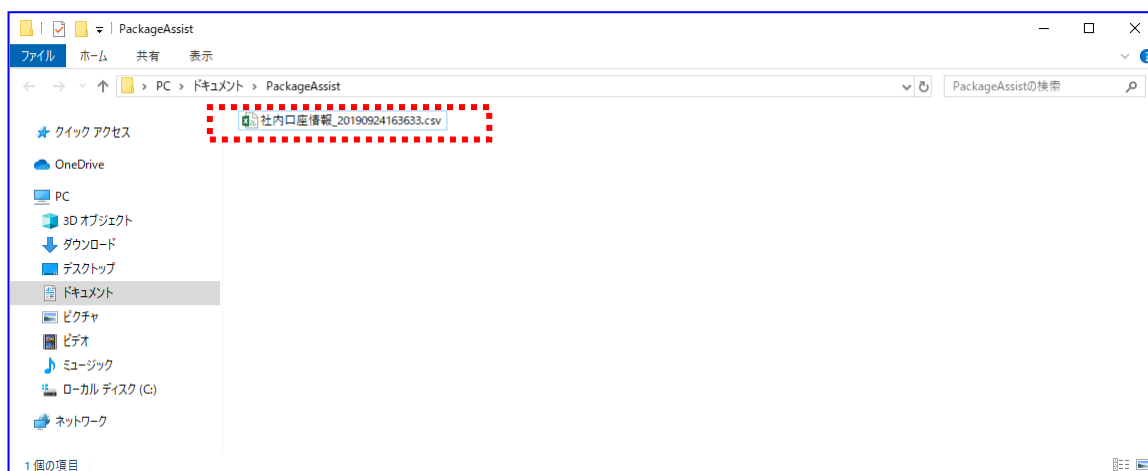 PackageAssist
ファイル ホーム 共有 表示
PC › ドキュメント › PackageAssist PackageAssistの検索
社内口座情報_20190924163633.csv
クイック アクセス
OneDrive
PC
3D オブジェクト
ダウンロード
デスクトップ
ドキュメント
ピクチャ
ビデオ
ミュージック
ローカル ディスク (C:)
ネットワーク
1 個の項目